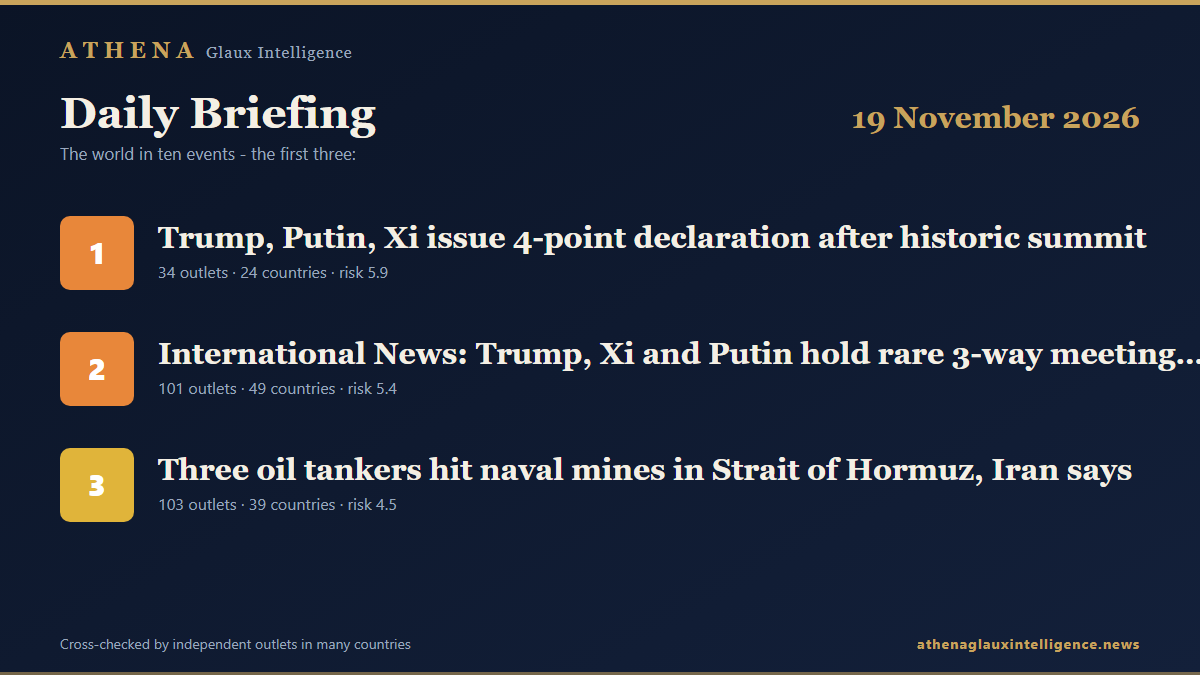 ATHENA Glaux Intelligence
Daily Briefing
19 November 2026
The world in ten events - the first three:
1
Trump, Putin, Xi issue 4-point declaration after historic summit
34 outlets · 24 countries · risk 5.9
2
International News: Trump, Xi and Putin hold rare 3-way meeting...
101 outlets · 49 countries · risk 5.4
3
Three oil tankers hit naval mines in Strait of Hormuz, Iran says
103 outlets · 39 countries · risk 4.5
Cross-checked by independent outlets in many countries
athenaglauxintelligence.news